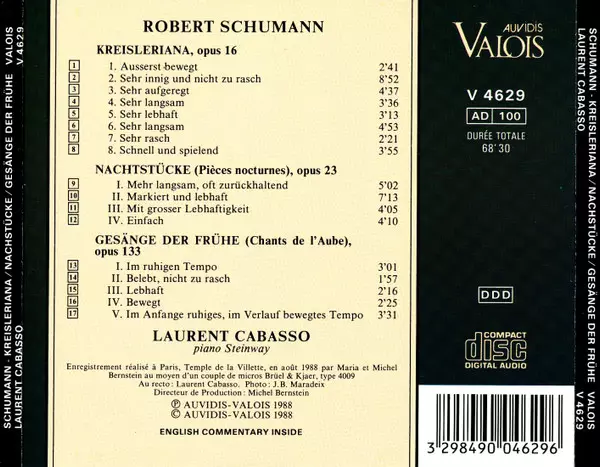 SCHUMANN - KREISLERIANA/NACHSTÜCKE/GESÄNGE DER FRÜHE VALOIS
LAURENT CABASSO V 4629
ROBERT SCHUMANN
KREISLERIANA, opus 16
1 1. Ausserst bewegt 2'41
2 2. Sehr innig und nicht zu rasch 8'52
3 3. Sehr aufgeregt 4'37
4 4. Sehr langsam 3'36
5 5. Sehr lebhaft 3'13
6 6. Sehr langsam 4'53
7 7. Sehr rasch 2'21
8 8. Schnell und spielend 3'55
NACHTSTÜCKE (Pièces nocturnes), opus 23
9 I. Mehr langsam, oft zurückhaltend 5'02
10 II. Markiert und lebhaft 7'13
11 III. Mit grosser Lebhaftigkeit 4'05
12 IV. Einfach 4'10
GESÄNGE DER FRÜHE (Chants de l'Aube),
opus 133
13 I. Im ruhigen Tempo 3'01
14 II. Belebt, nicht zu rasch 1'57
15 III. Lebhaft 2'16
16 IV. Bewegt 2'25
17 V. Im Anfange ruhiges, im Verlauf bewegtes Tempo 3'31
LAURENT CABASSO
piano Steinway
Enregistrement réalisé à Paris, Temple de la Villette, en août 1988 par Maria et Michel
Bernstein au moyen d'un couple de micros Brüel & Kjaer, type 4009
Au recto : Laurent Cabasso. Photo : J.B. Maradeix
Directeur de Production : Michel Bernstein
Ⓟ AUVIDIS-VALOIS 1988
© AUVIDIS-VALOIS 1988
ENGLISH COMMENTARY INSIDE
AUVIDIS
VALOIS
V 4629
AD 100
DURÉE TOTALE
68'30
DDD
COMPACT
disc
DIGITAL AUDIO
3 298490 046296
SCHUMANN - KREISLERIANA/NACHSTÜCKE/GESÄNGE DER FRÜHE VALOIS
LAURENT CABASSO V 4629